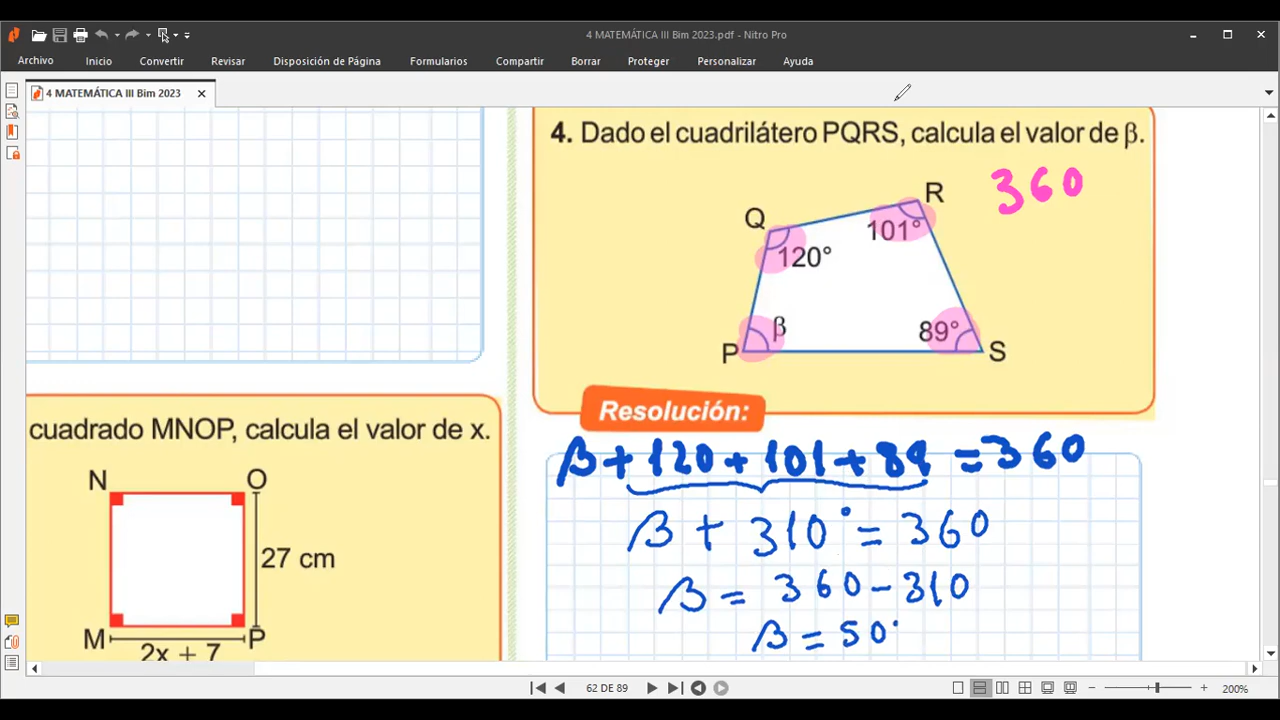 4 MATEMÁTICA III Bim 2023.pdf - Nitro Pro
Archivo Inicio Convertir Revisar Disposición de Página Formularios Compartir Borrar Proteger Personalizar Ayuda
4 MATEMÁTICA III Bim 2023
4. Dado el cuadrilátero PQRS, calcula el valor de β.
360
R
Q
101°
120°
β
89°
P
S
Resolución:
β + 120 + 101 + 89 = 360
β + 310° = 360
β = 360 - 310
β = 50°
cuadrado MNOP, calcula el valor de x.
N O
27 cm
M P
2x + 7
62 DE 89
200%